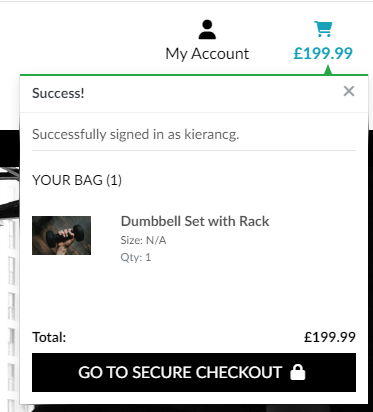 My Account
£199.99
Success!
×
Successfully signed in as kierancg.
YOUR BAG (1)
Dumbbell Set with Rack
Size: N/A
Qty: 1
Total: £199.99
GO TO SECURE CHECKOUT